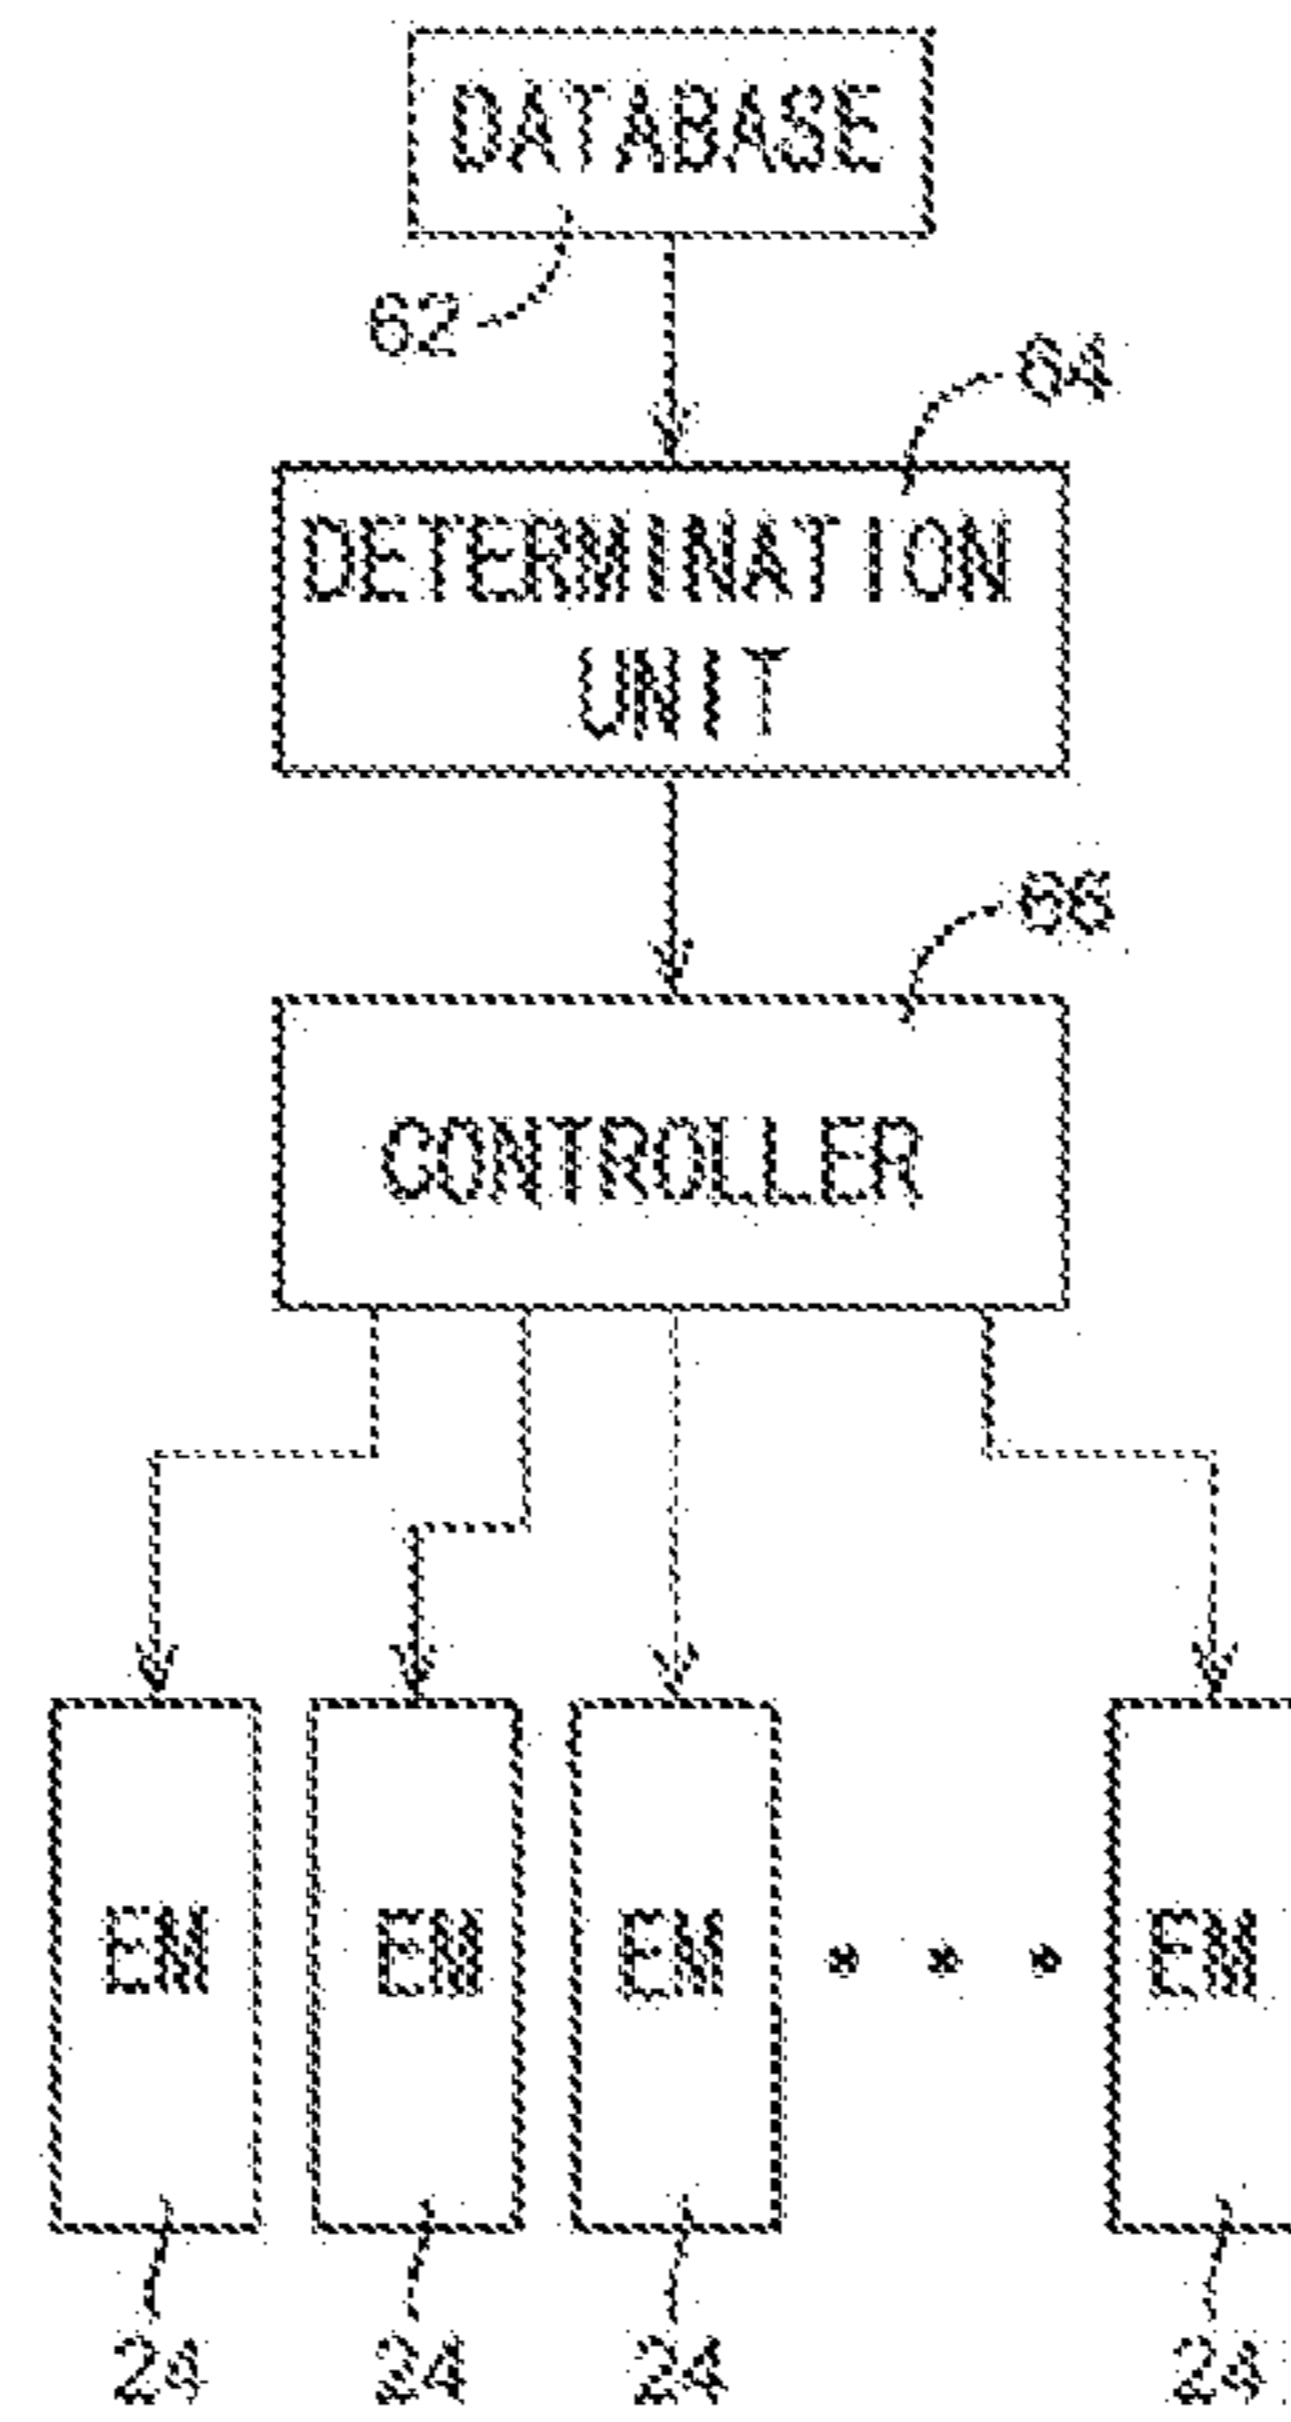 DATABASE
62
64
DETERMINATION
UNIT
66
CONTROLLER
EM EM EM EM
24 24 24 24